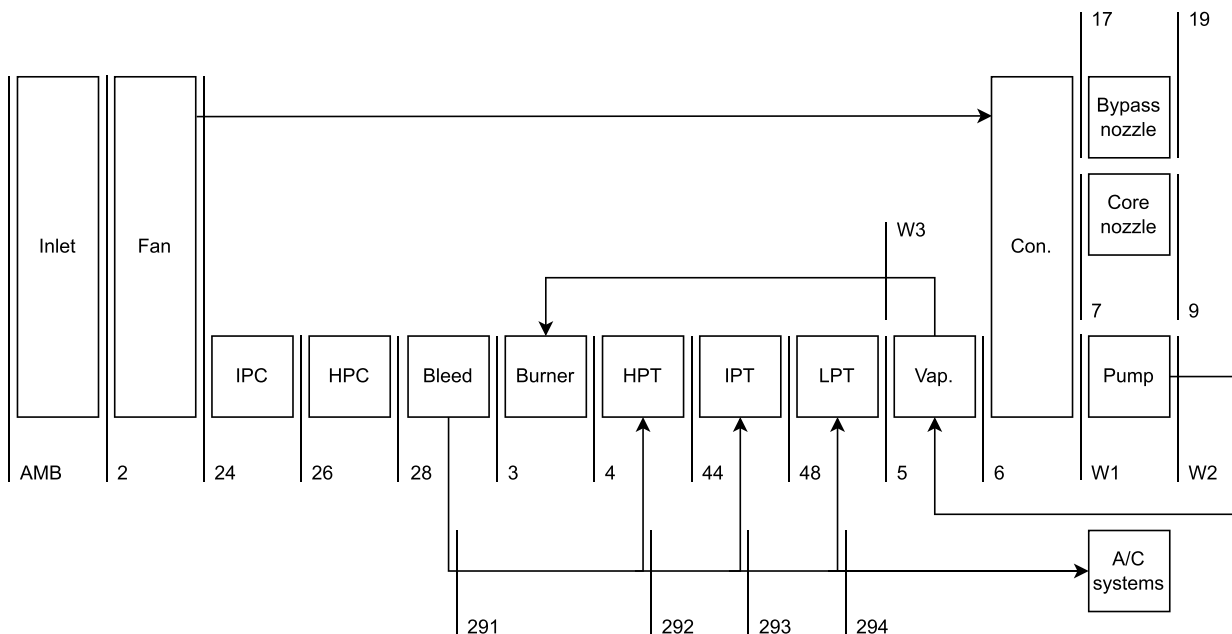 17
19
Bypass
nozzle
Core
nozzle
Inlet
Fan
Con.
W3
7
9
IPC
HPC
Bleed
Burner
HPT
IPT
LPT
Vap.
Pump
AMB
2
24
26
28
3
4
44
48
5
6
W1
W2
A/C
systems
291
292
293
294